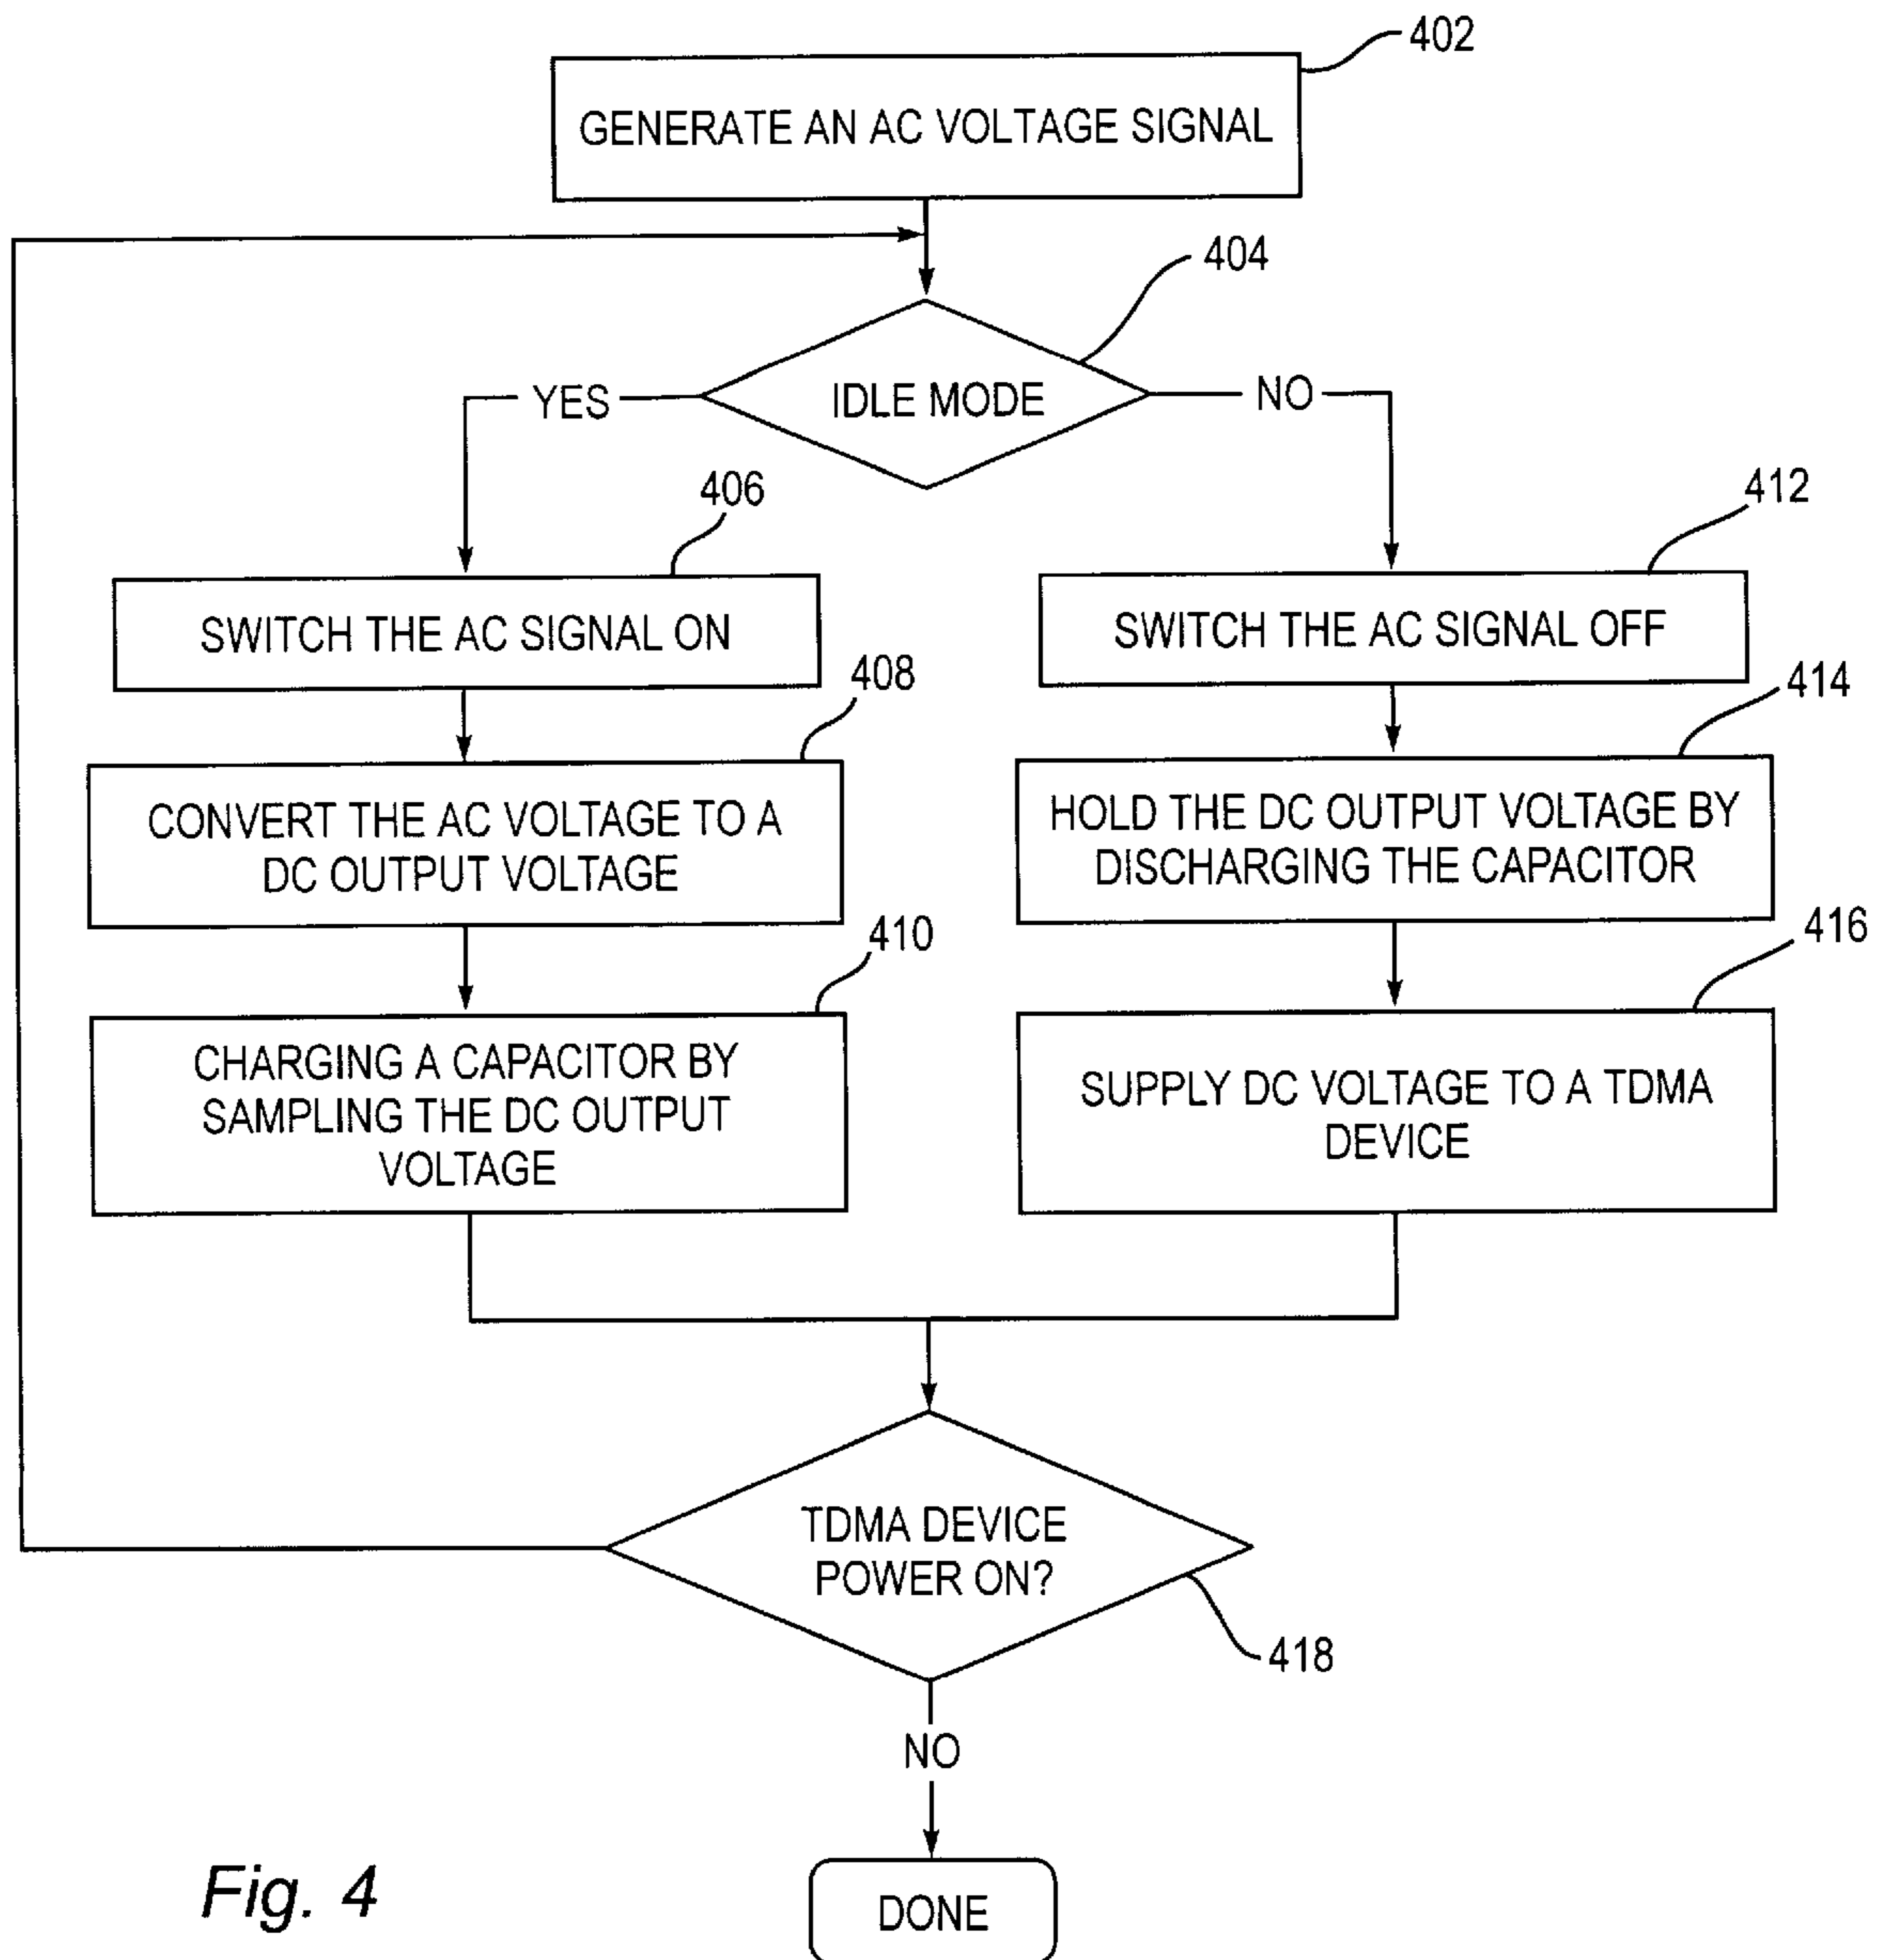 402
GENERATE AN AC VOLTAGE SIGNAL
404
IDLE MODE
YES
NO
406
SWITCH THE AC SIGNAL ON
412
SWITCH THE AC SIGNAL OFF
408
CONVERT THE AC VOLTAGE TO A
DC OUTPUT VOLTAGE
414
HOLD THE DC OUTPUT VOLTAGE BY
DISCHARGING THE CAPACITOR
410
CHARGING A CAPACITOR BY
SAMPLING THE DC OUTPUT
VOLTAGE
416
SUPPLY DC VOLTAGE TO A TDMA
DEVICE
TDMA DEVICE
POWER ON?
418
NO
DONE
Fig. 4